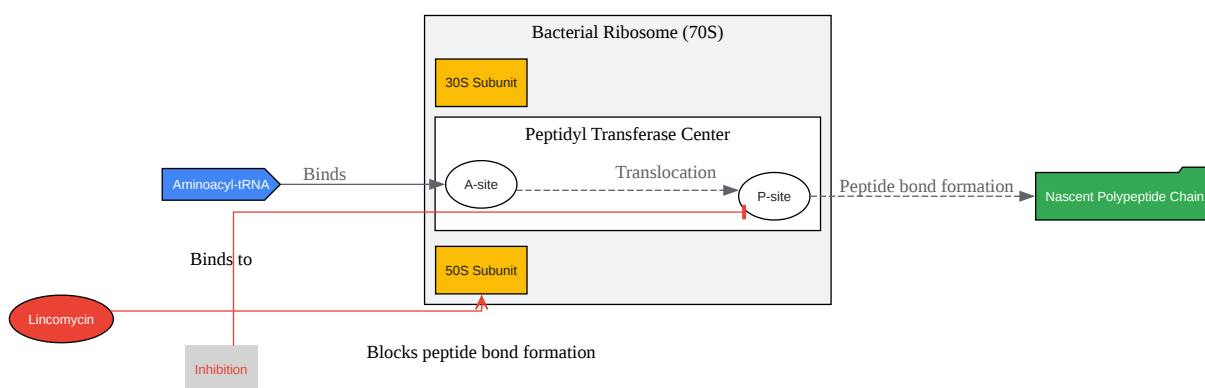 Bacterial Ribosome (70S)
30S Subunit
Peptidyl Transferase Center
Aminoacyl-tRNA
Binds
A-site
Translocation
P-site
Peptide bond formation
Nascent Polypeptide Chain
Binds to
50S Subunit
Lincomycin
Blocks peptide bond formation
Inhibition